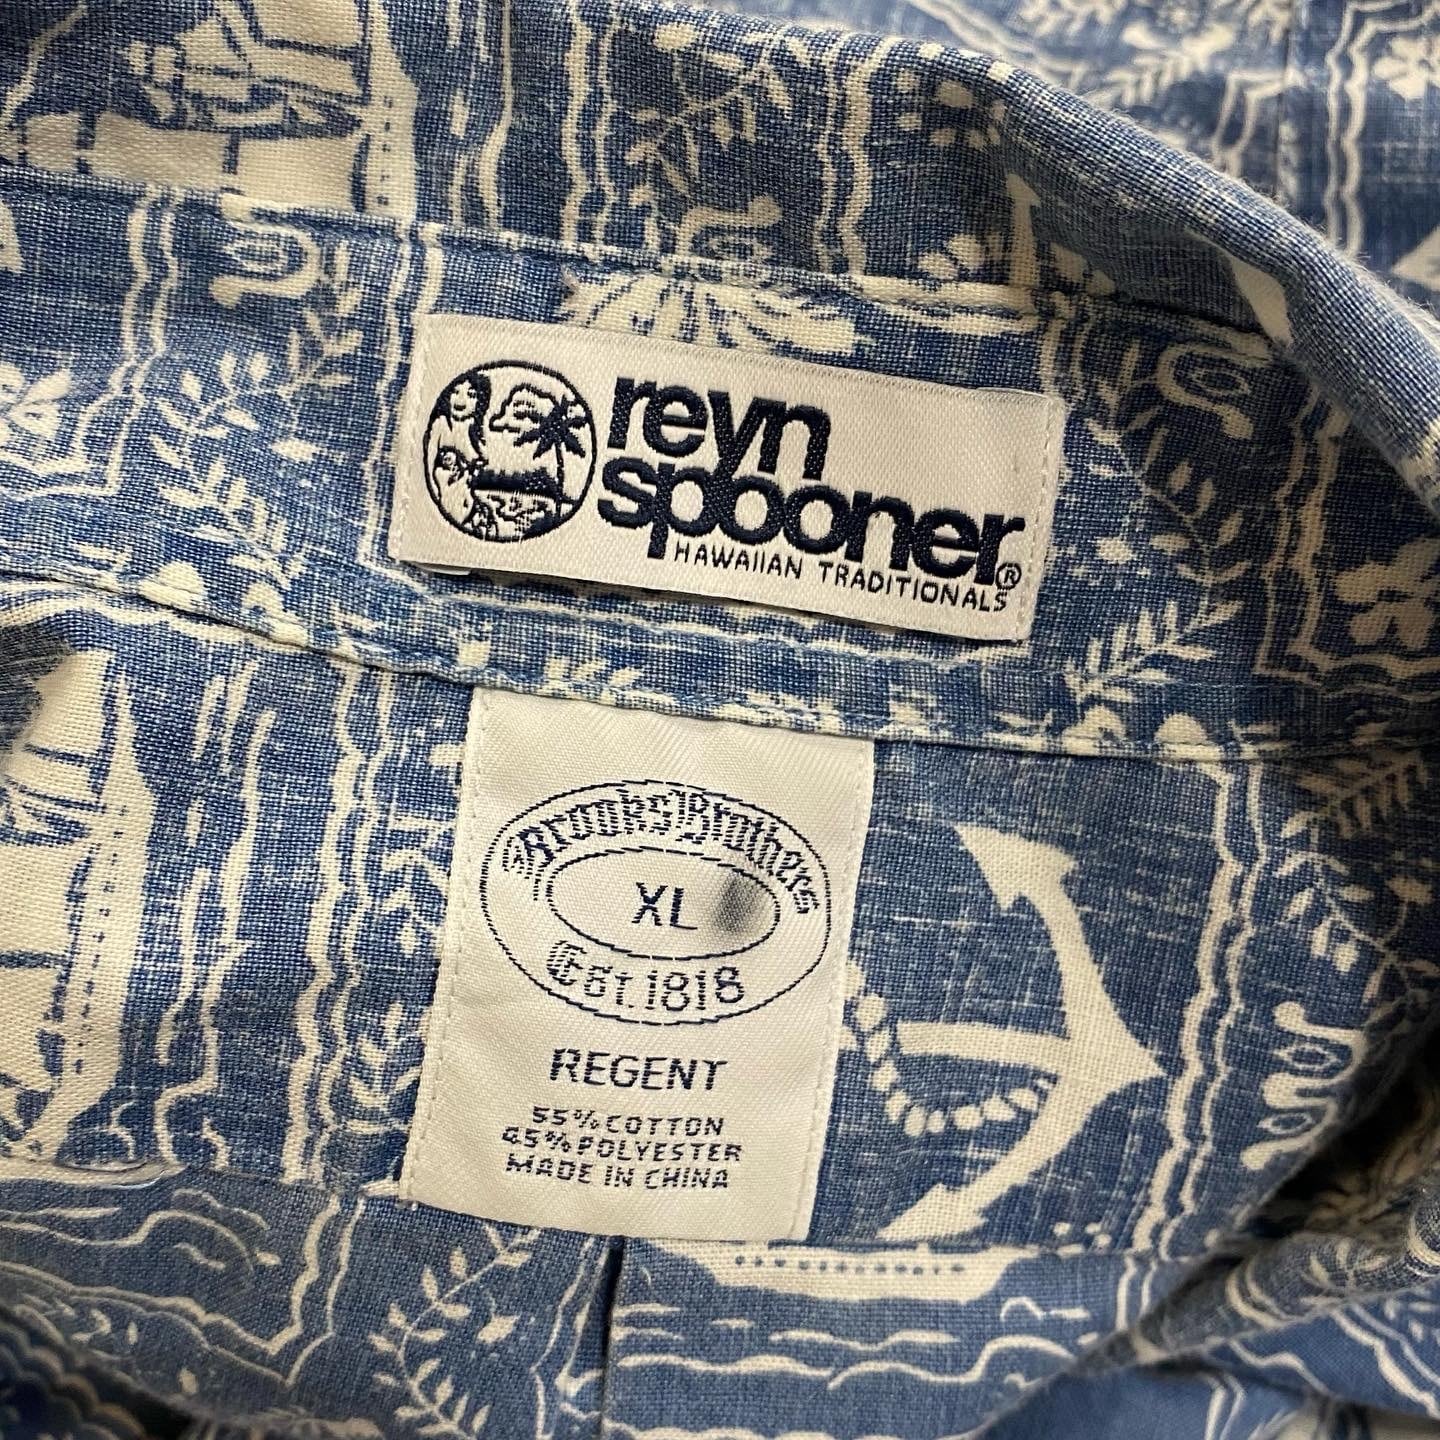 reyn
spooner®
HAWAIIAN TRADITIONALS
Brooks Brothers
XL
Est. 1818
REGENT
55% COTTON
45% POLYESTER
MADE IN CHINA